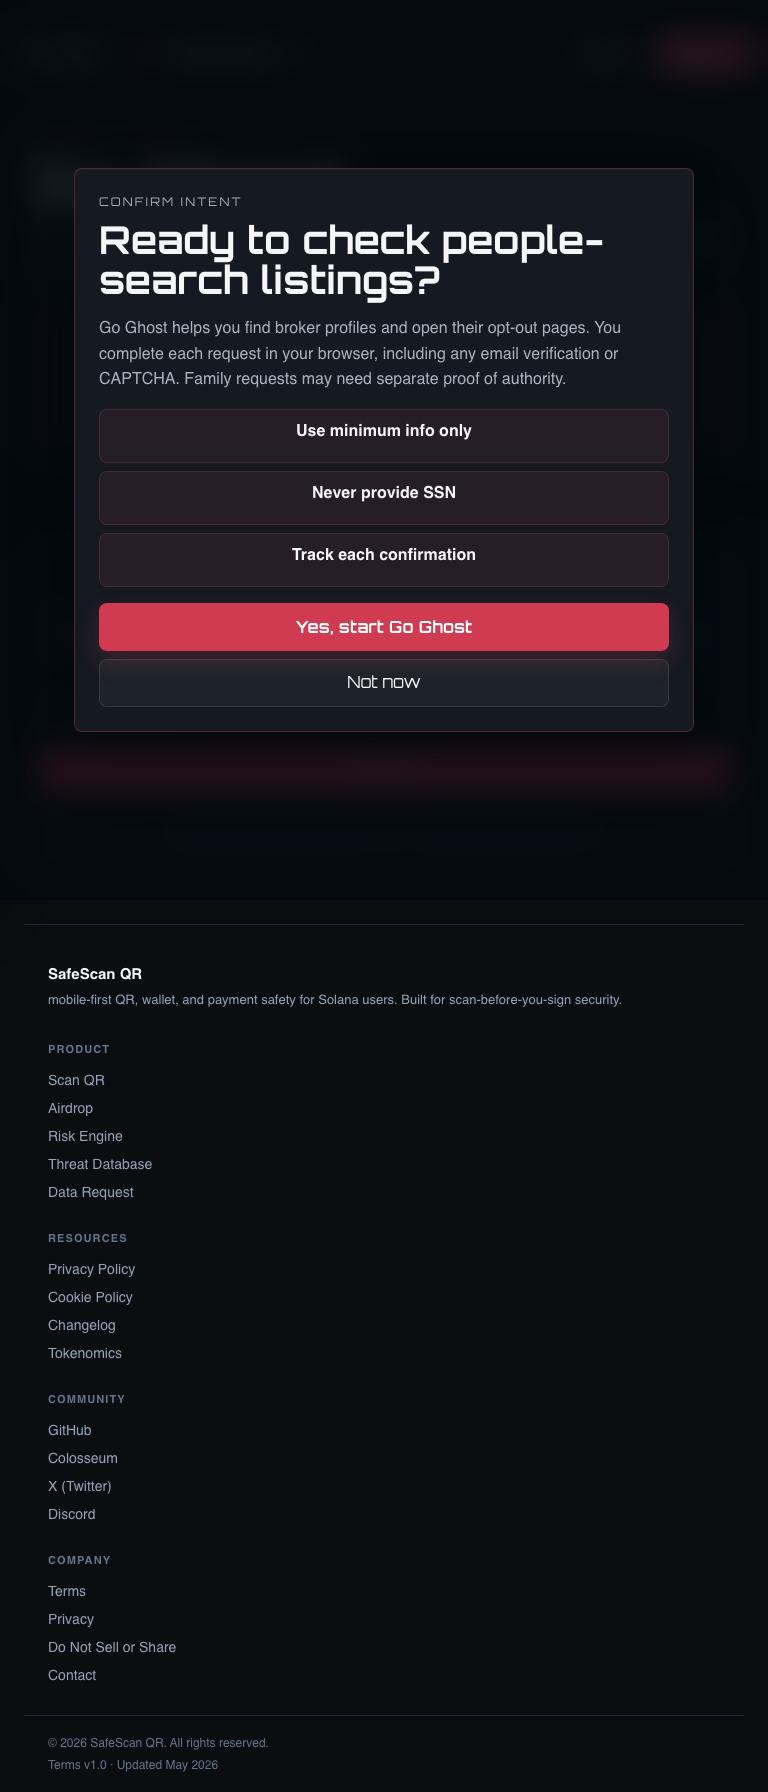 CONFIRM INTENT
Ready to check people-
search listings?
Go Ghost helps you find broker profiles and open their opt-out pages. You
complete each request in your browser, including any email verification or
CAPTCHA. Family requests may need separate proof of authority.
Use minimum info only
Never provide SSN
Track each confirmation
Yes, start Go Ghost
Not now
SafeScan QR
mobile-first QR, wallet, and payment safety for Solana users. Built for scan-before-you-sign security.
PRODUCT
Scan QR
Airdrop
Risk Engine
Threat Database
Data Request
RESOURCES
Privacy Policy
Cookie Policy
Changelog
Tokenomics
COMMUNITY
GitHub
Colosseum
X (Twitter)
Discord
COMPANY
Terms
Privacy
Do Not Sell or Share
Contact
© 2026 SafeScan QR. All rights reserved.
Terms v1.0 · Updated May 2026